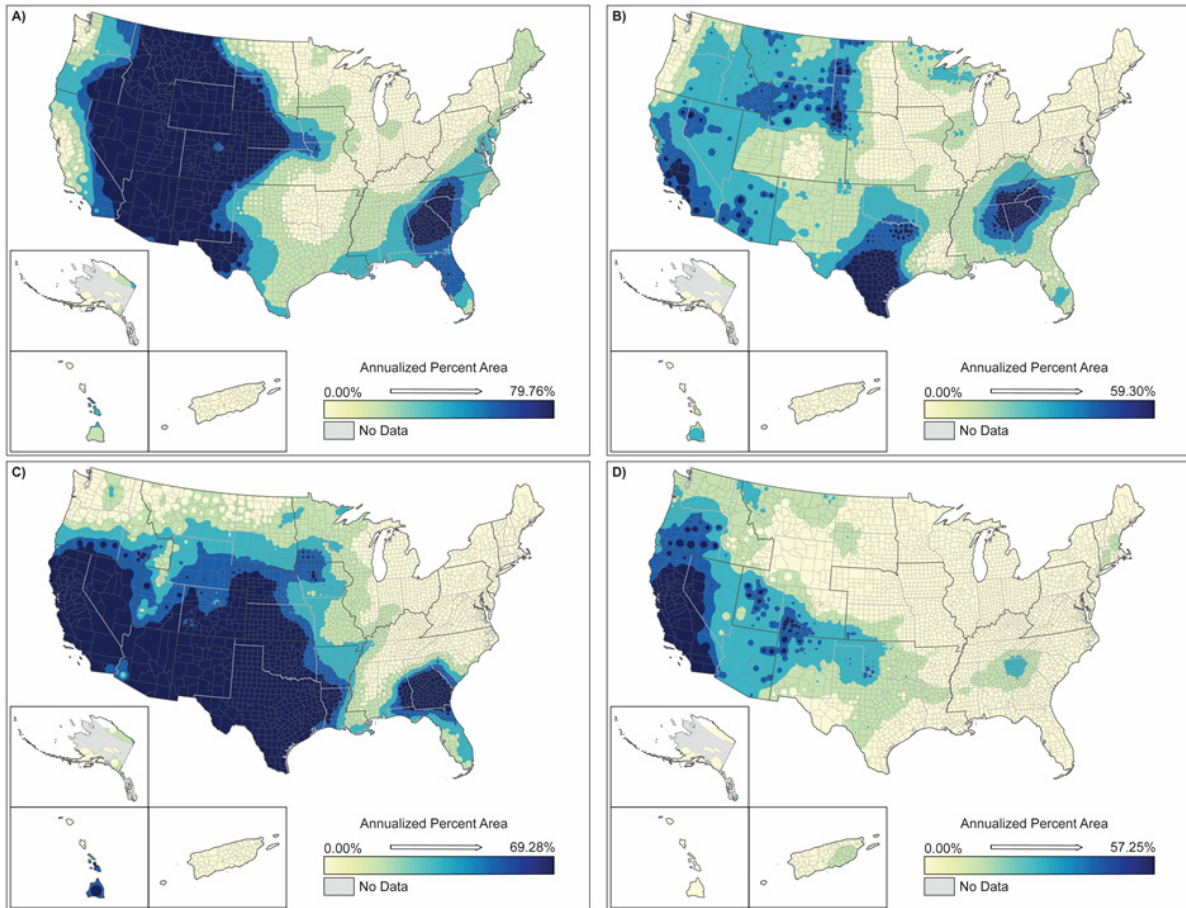 A)
Annualized Percent Area
0.00% 79.76%
No Data
B)
Annualized Percent Area
0.00% 59.30%
No Data
C)
Annualized Percent Area
0.00% 69.28%
No Data
D)
Annualized Percent Area
0.00% 57.25%
No Data